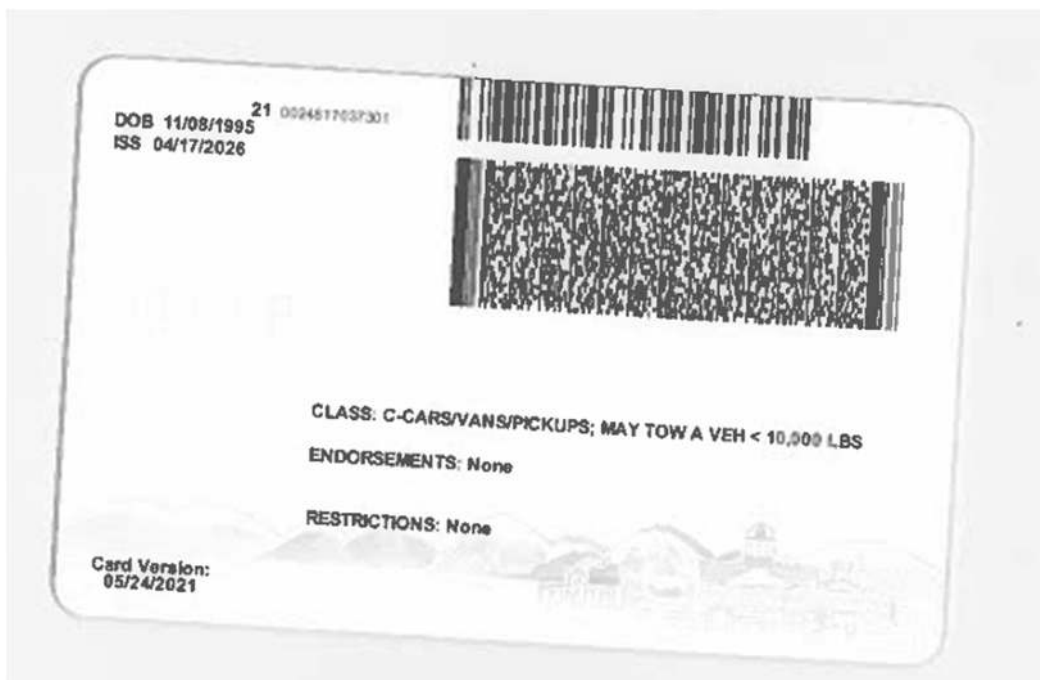 DOB 11/08/1995
21 0024817037301
ISS 04/17/2026
CLASS: C-CARS/VANS/PICKUPS; MAY TOW A VEH < 10,000 LBS
ENDORSEMENTS: None
RESTRICTIONS: None
Card Version:
05/24/2021